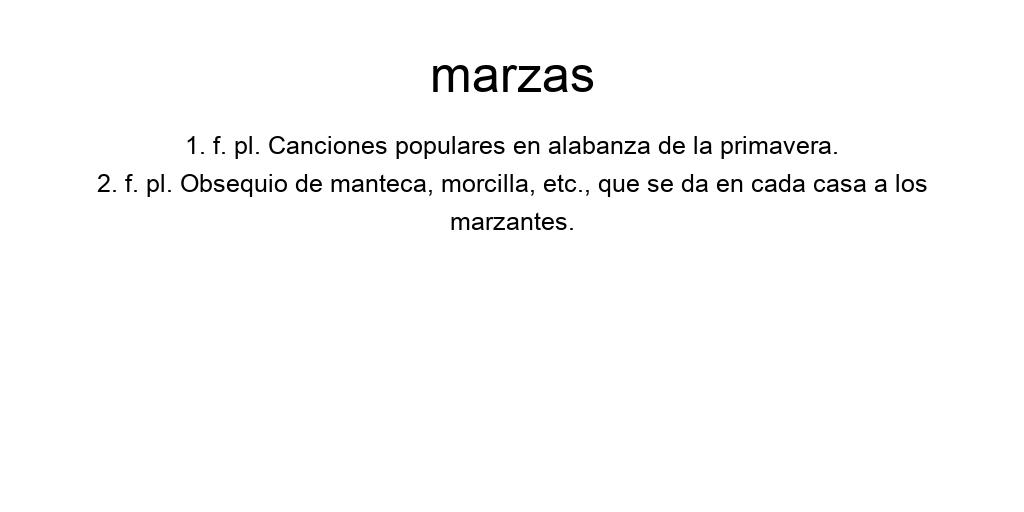 marzas
1. f. pl. Canciones populares en alabanza de la primavera.
2. f. pl. Obsequio de manteca, morcilla, etc., que se da en cada casa a los
marzantes.